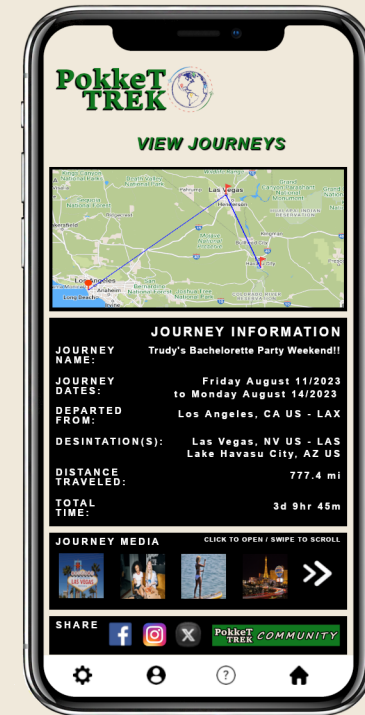 PokkeT
TREK
VIEW JOURNEYS
Las Vegas
Henderson
Los Angeles
Anaheim
Long Beach
JOURNEY INFORMATION
JOURNEY NAME: Trudy's Bachelorette Party Weekend!!
JOURNEY DATES: Friday August 11/2023
to Monday August 14/2023
DEPARTED FROM: Los Angeles, CA US - LAX
DESINTATION(S): Las Vegas, NV US - LAS
Lake Havasu City, AZ US
DISTANCE TRAVELED: 777.4 mi
TOTAL TIME: 3d 9hr 45m
JOURNEY MEDIA CLICK TO OPEN / SWIPE TO SCROLL
LAS VEGAS
SHARE PokkeT TREK COMMUNITY